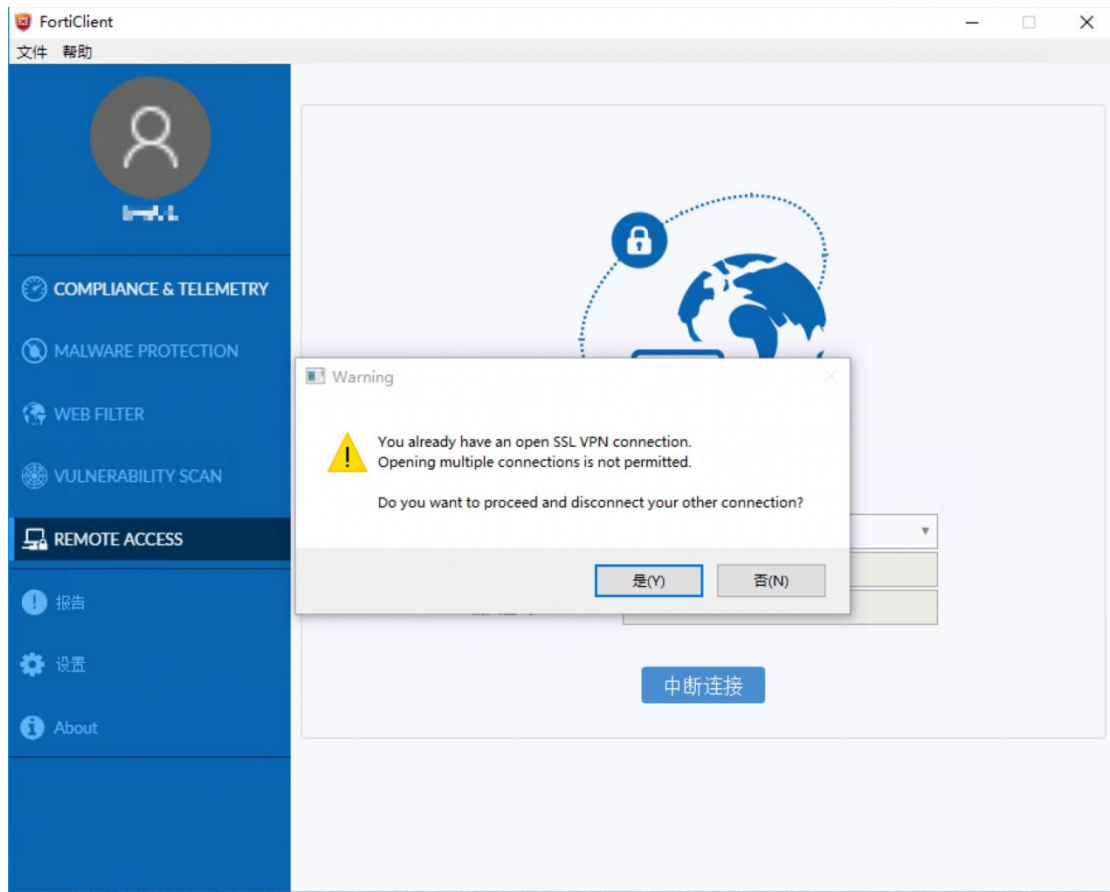 FortiClient
文件 帮助
COMPLIANCE & TELEMETRY
MALWARE PROTECTION
WEB FILTER
VULNERABILITY SCAN
REMOTE ACCESS
报告
设置
About
Warning
You already have an open SSL VPN connection.
Opening multiple connections is not permitted.
Do you want to proceed and disconnect your other connection?
是(Y) 否(N)
中断连接